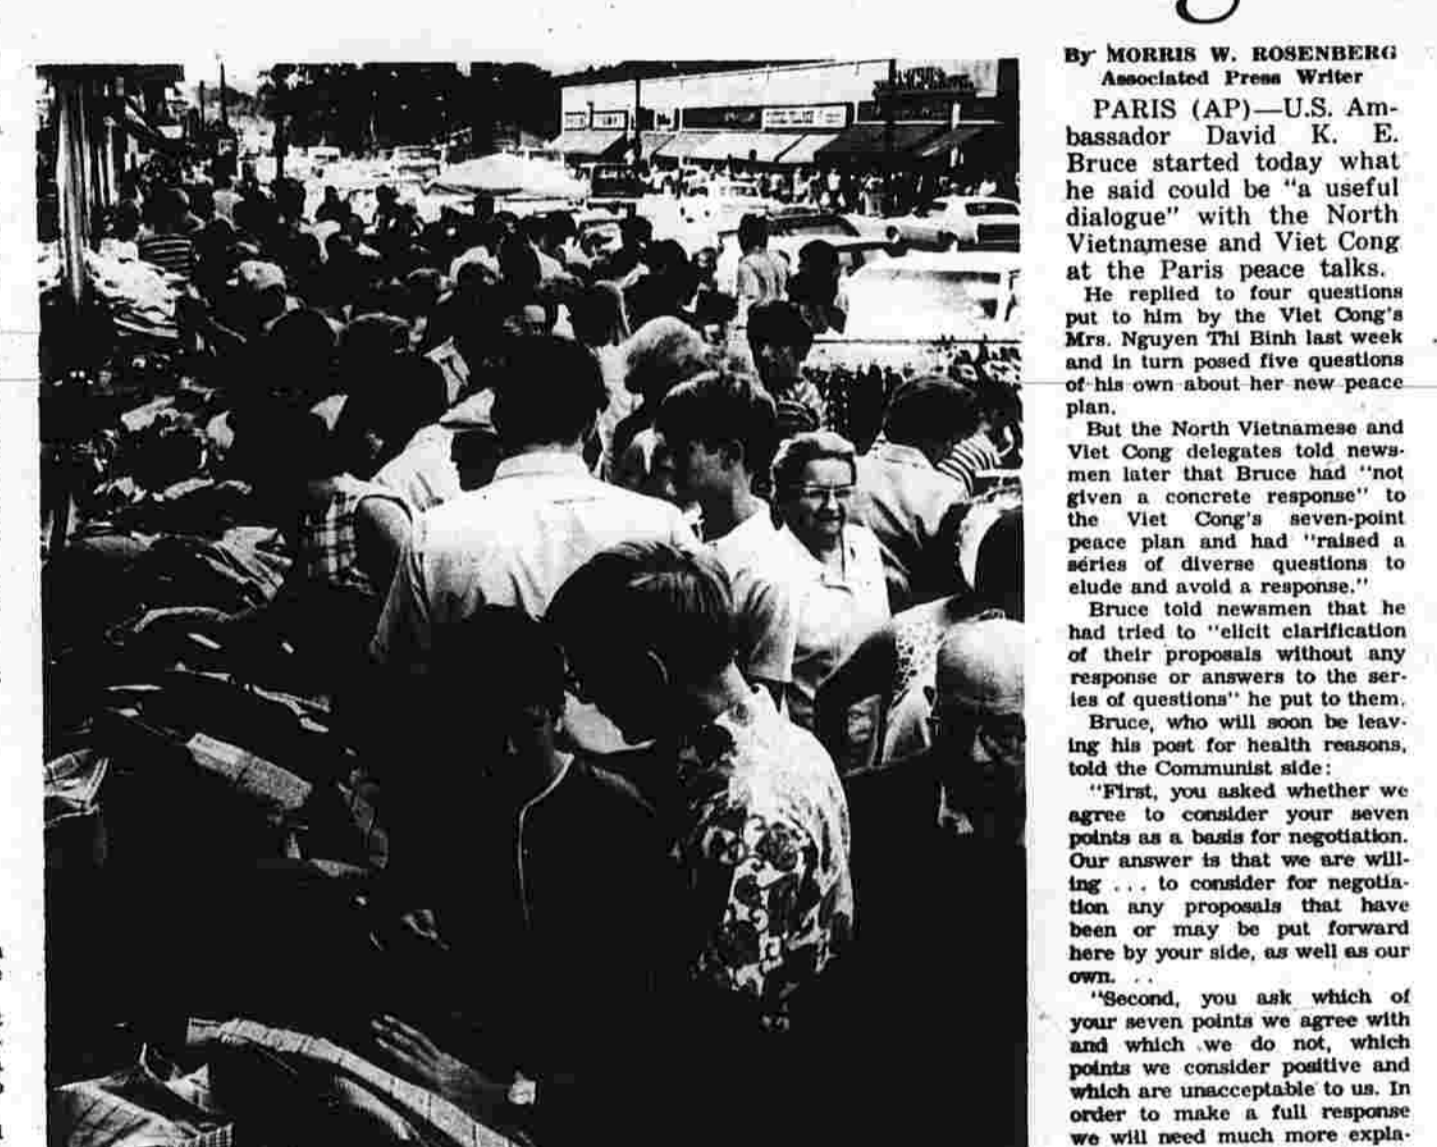 By MORRIS W. ROSENBERG
Associated Press Writer
PARIS (AP)—U.S. Am-
bassador David K. E.
Bruce started today what
he said could be "a useful
dialogue" with the North
Vietnamese and Viet Cong
at the Paris peace talks.
He replied to four questions
put to him by the Viet Cong's
Mrs. Nguyen Thi Binh last week
and in turn posed five questions
of his own about her new peace
plan.
But the North Vietnamese and
Viet Cong delegates told news-
men later that Bruce had "not
given a concrete response" to
the Viet Cong's seven-point
peace plan and had "raised a
series of diverse questions to
elude and avoid a response."
Bruce told newsmen that he
had tried to "elicit clarification
of their proposals without any
response or answers to the ser-
ies of questions" he put to them.
Bruce, who will soon be leav-
ing his post for health reasons,
told the Communist side:
"First, you asked whether we
agree to consider your seven
points as a basis for negotiation.
Our answer is that we are will-
ing ... to consider for negotia-
tion any proposals that have
been or may be put forward
here by your side, as well as our
own. . .
"Second, you ask which of
your seven points we agree with
and which we do not, which
points we consider positive and
which are unacceptable to us. In
order to make a full response
we will need much more expla-